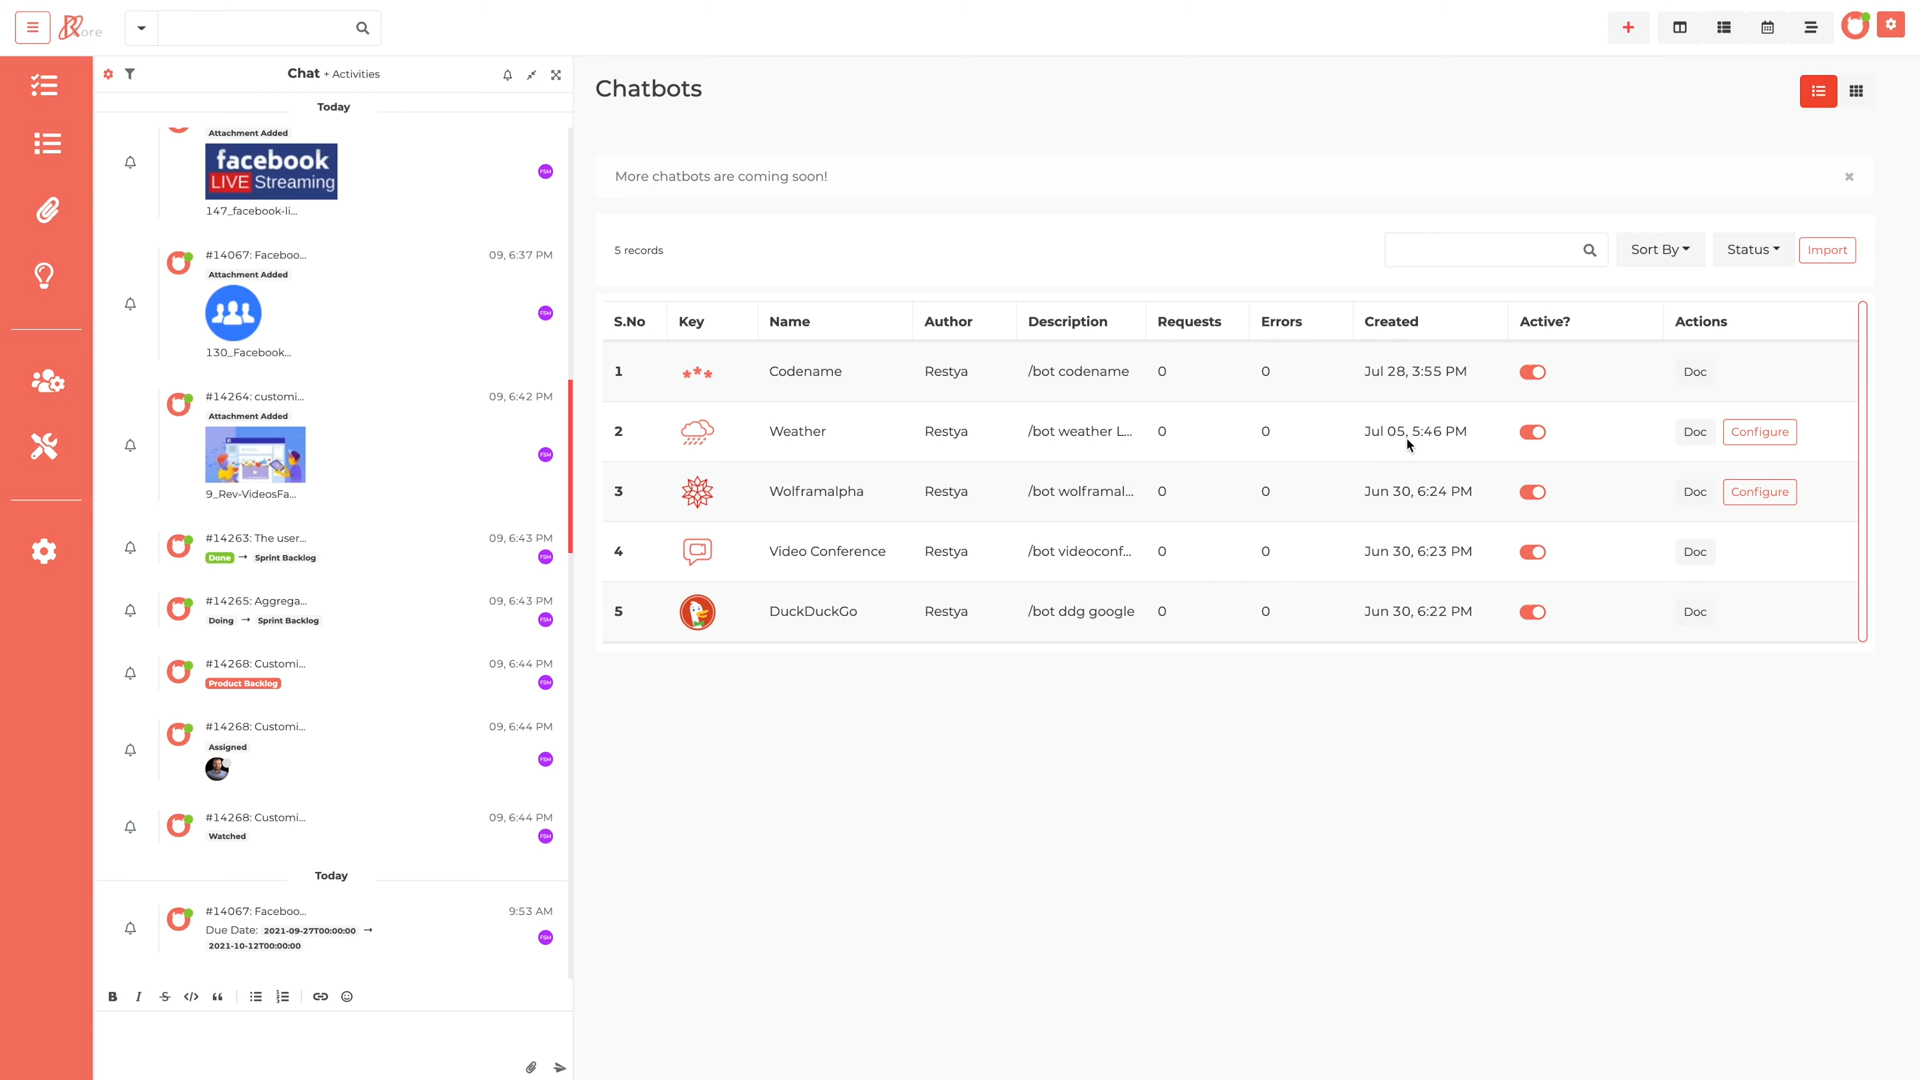 ore
Chat + Activities
Today
Attachment Added
facebook
LIVE Streaming
147_facebook-li...
#14067: Faceboo... 09, 6:37 PM
Attachment Added
130_Facebook...
#14264: customi... 09, 6:42 PM
Attachment Added
9_Rev-VideosFa...
#14263: The user... 09, 6:43 PM
Done → Sprint Backlog
#14265: Aggrega... 09, 6:43 PM
Doing → Sprint Backlog
#14268: Customi... 09, 6:44 PM
Product Backlog
#14268: Customi... 09, 6:44 PM
Assigned
#14268: Customi... 09, 6:44 PM
Watched
Today
#14067: Faceboo... 9:53 AM
Due Date: 2021-09-27T00:00:00 →
2021-10-12T00:00:00
Chatbots
More chatbots are coming soon!
5 records Sort By Status Import
S.No Key Name Author Description Requests Errors Created Active? Actions
1 Codename Restya /bot codename 0 0 Jul 28, 3:55 PM Doc
2 Weather Restya /bot weather L... 0 0 Jul 05, 5:46 PM Doc Configure
3 Wolframalpha Restya /bot wolframal... 0 0 Jun 30, 6:24 PM Doc Configure
4 Video Conference Restya /bot videoconf... 0 0 Jun 30, 6:23 PM Doc
5 DuckDuckGo Restya /bot ddg google 0 0 Jun 30, 6:22 PM Doc